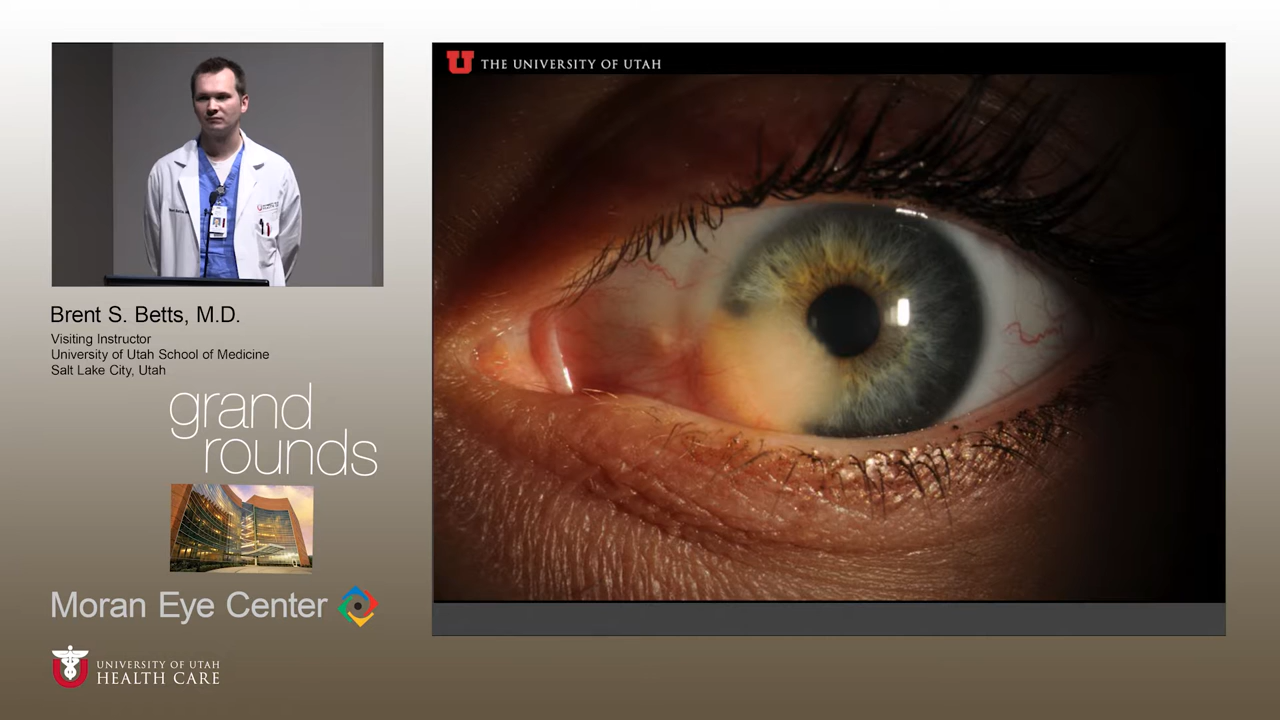 THE UNIVERSITY OF UTAH
Brent S. Betts, M.D.
Visiting Instructor
University of Utah School of Medicine
Salt Lake City, Utah
grand
rounds
Moran Eye Center
UNIVERSITY OF UTAH
HEALTH CARE